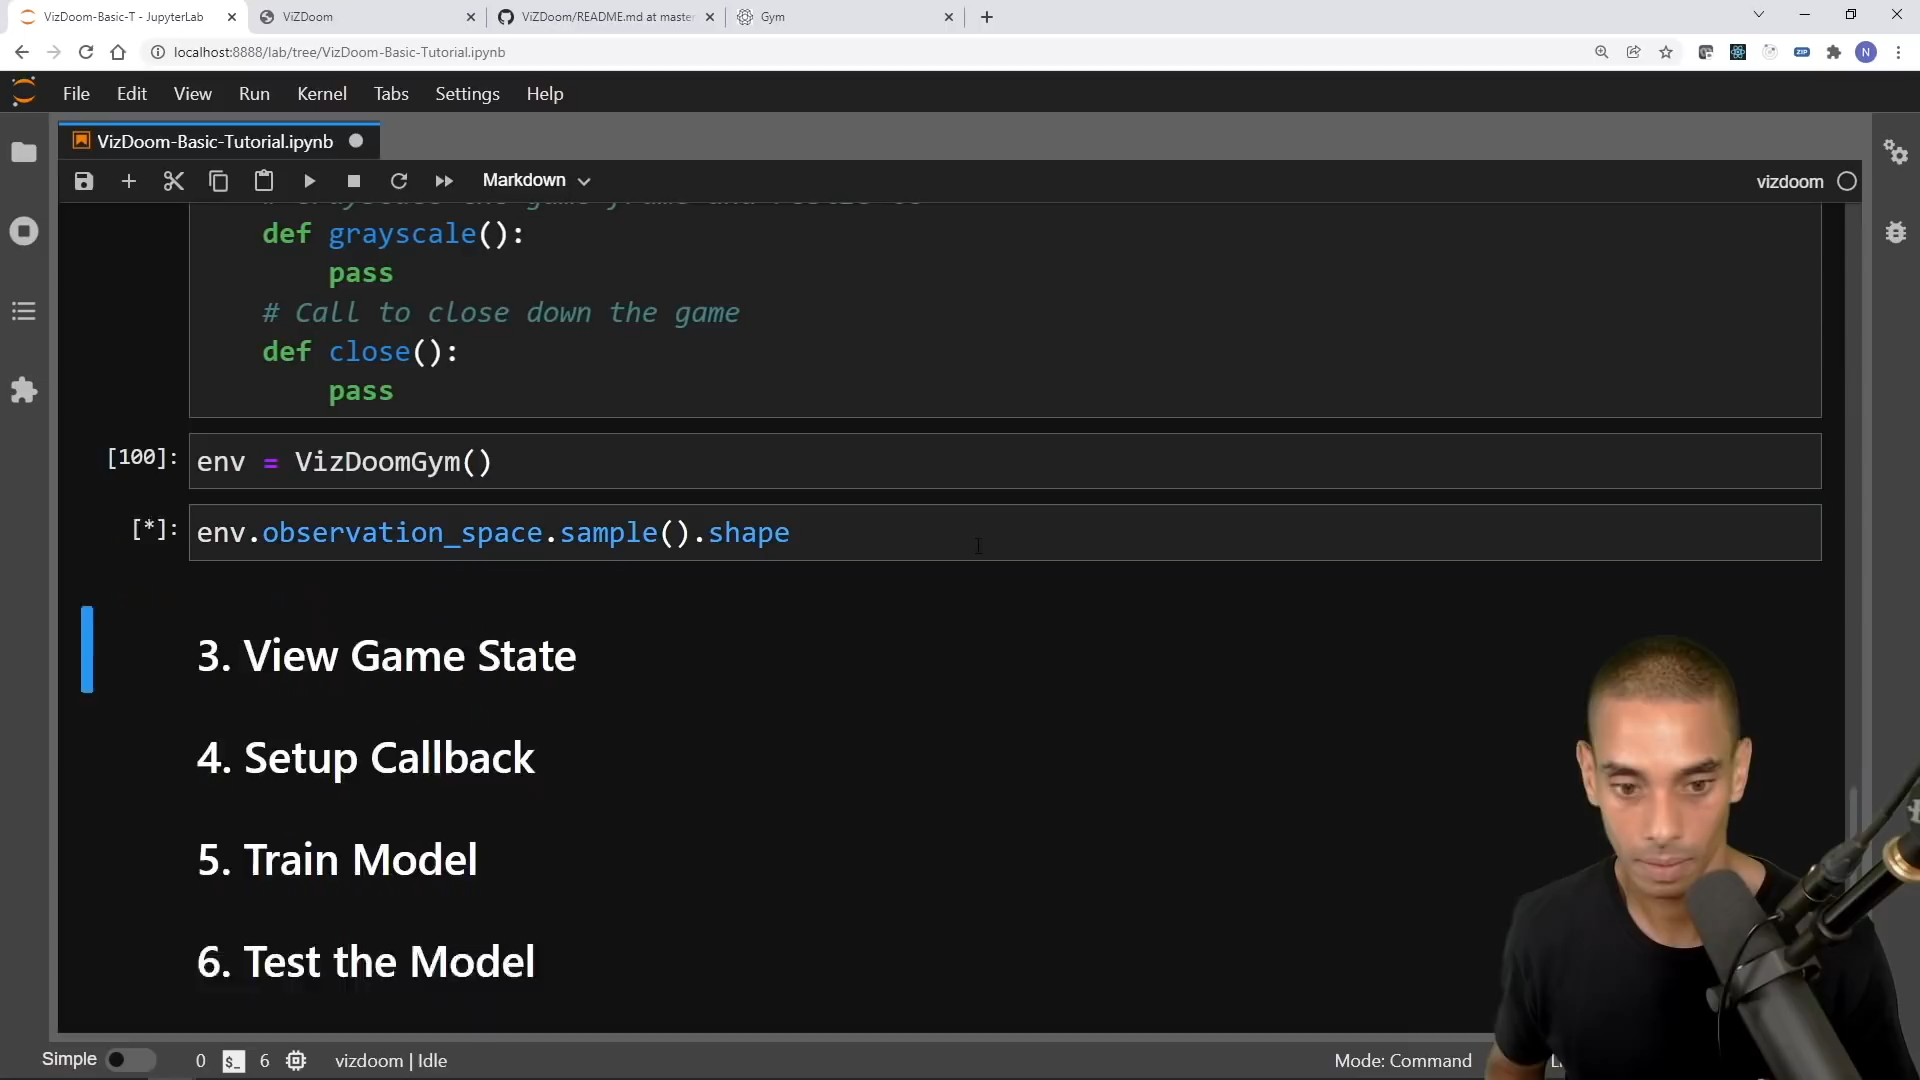 VizDoom-Basic-T - JupyterLab
ViZDoom
ViZDoom/README.md at master
Gym
localhost:8888/lab/tree/VizDoom-Basic-Tutorial.ipynb
ZIP
N
File Edit View Run Kernel Tabs Settings Help
VizDoom-Basic-Tutorial.ipynb
Markdown
vizdoom
def grayscale():
pass
# Call to close down the game
def close():
pass
[100]: env = VizDoomGym()
[*]: env.observation_space.sample().shape
3. View Game State
4. Setup Callback
5. Train Model
6. Test the Model
Simple 0 $_ 6 vizdoom | Idle Mode: Command